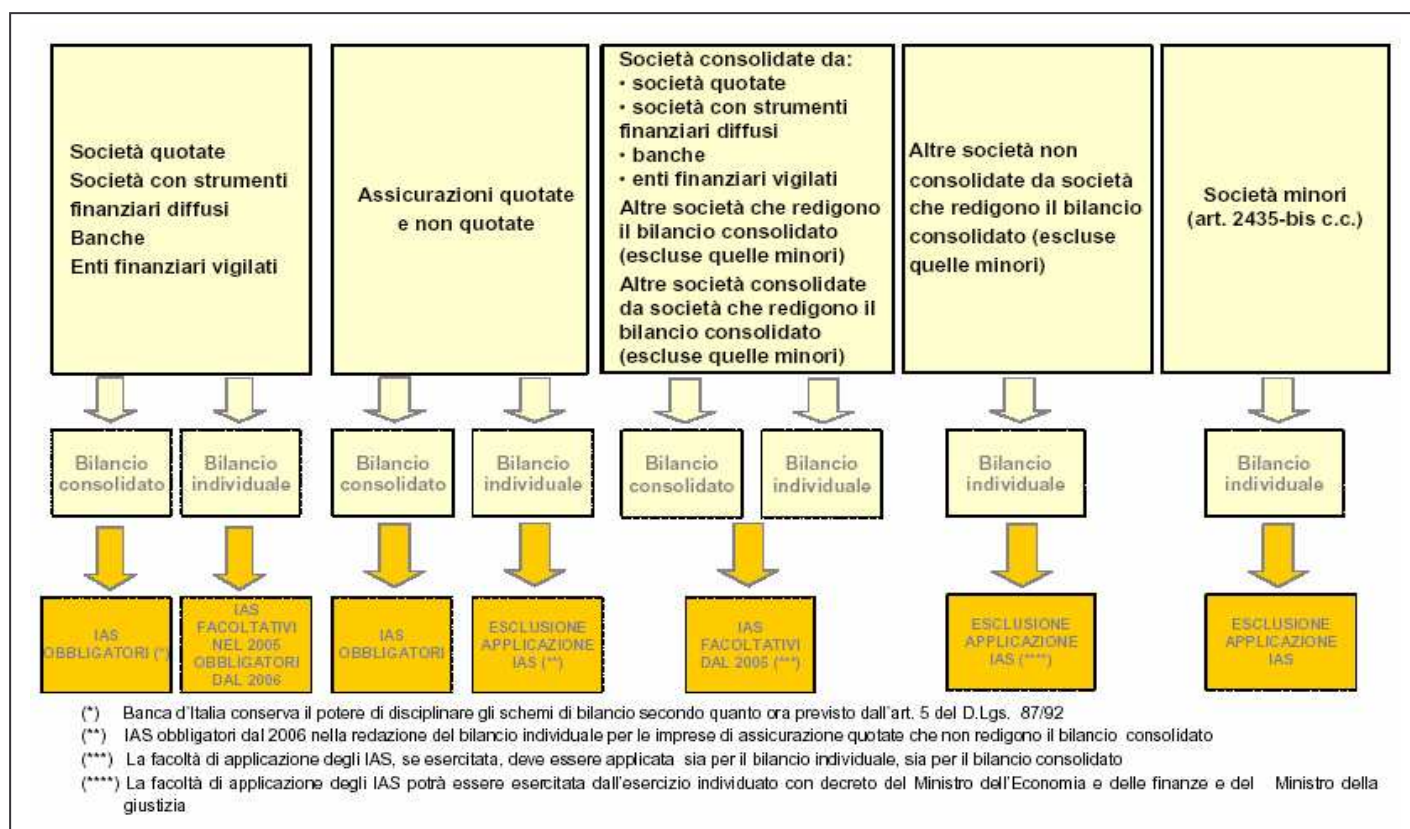 Società quotate
Società con strumenti
finanziari diffusi
Banche
Enti finanziari vigilati
Assicurazioni quotate
e non quotate
Società consolidate da:
• società quotate
• società con strumenti
finanziari diffusi
• banche
• enti finanziari vigilati
Altre società che redigono
il bilancio consolidato
(escluse quelle minori)
Altre società consolidate
da società che redigono il
bilancio consolidato
(escluse quelle minori)
Altre società non
consolidate da società
che redigono il bilancio
consolidato (escluse
quelle minori)
Società minori
(art. 2435-bis c.c.)
Bilancio
consolidato
Bilancio
individuale
Bilancio
consolidato
Bilancio
individuale
Bilancio
consolidato
Bilancio
individuale
Bilancio
individuale
Bilancio
individuale
IAS
OBBLIGATORI (*)
IAS
FACOLTATIVI
NEL 2005
OBBLIGATORI
DAL 2006
IAS
OBBLIGATORI
ESCLUSIONE
APPLICAZIONE
IAS (**)
IAS
FACOLTATIVI
DAL 2005 (***)
ESCLUSIONE
APPLICAZIONE
IAS (****)
ESCLUSIONE
APPLICAZIONE
IAS
(*) Banca d'Italia conserva il potere di disciplinare gli schemi di bilancio secondo quanto ora previsto dall'art. 5 del D.Lgs. 87/92
(**) IAS obbligatori dal 2006 nella redazione del bilancio individuale per le imprese di assicurazione quotate che non redigono il bilancio consolidato
(***) La facoltà di applicazione degli IAS, se esercitata, deve essere applicata sia per il bilancio individuale, sia per il bilancio consolidato
(****) La facoltà di applicazione degli IAS potrà essere esercitata dall'esercizio individuato con decreto del Ministro dell'Economia e delle finanze e del Ministro della
giustizia